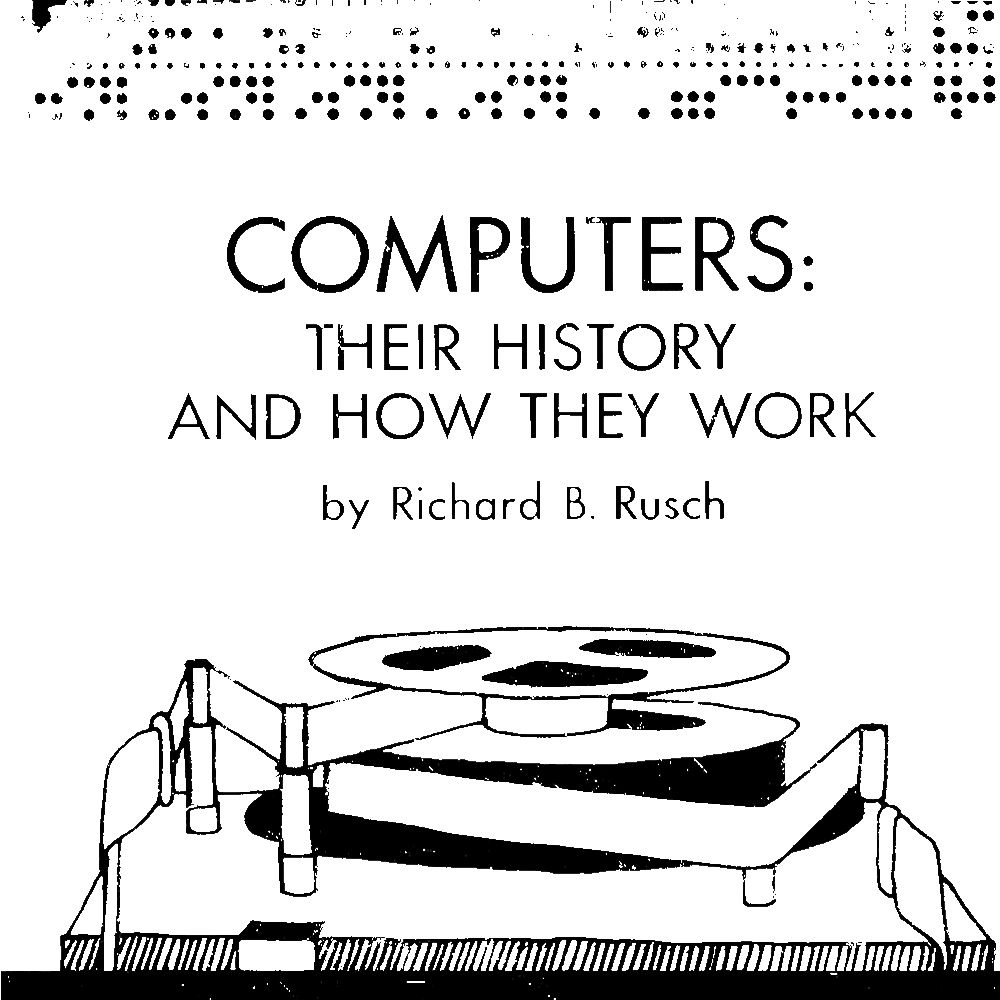 COMPUTERS:
THEIR HISTORY
AND HOW THEY WORK
by Richard B. Rusch